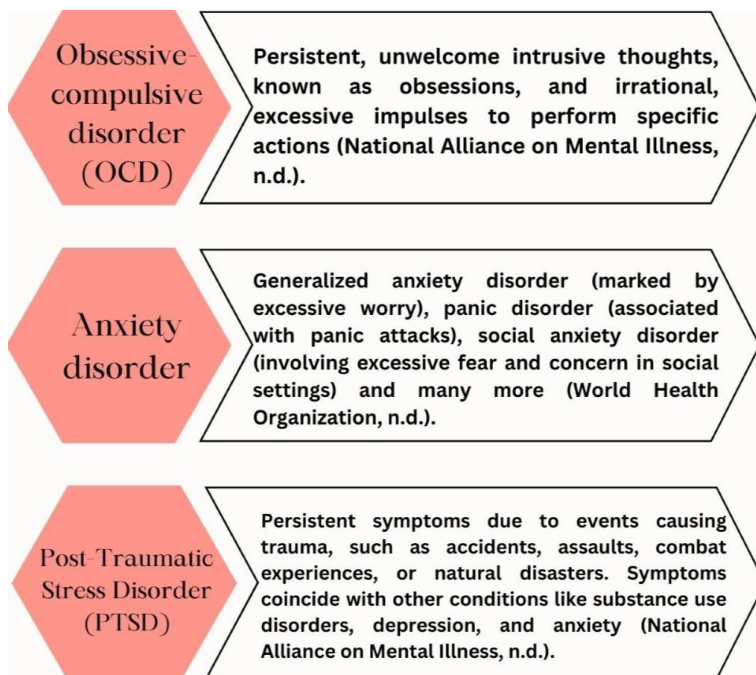 Obsessive-
compulsive
disorder
(OCD)
Persistent, unwelcome intrusive thoughts,
known as obsessions, and irrational,
excessive impulses to perform specific
actions (National Alliance on Mental Illness,
n.d.).
Anxiety
disorder
Generalized anxiety disorder (marked by
excessive worry), panic disorder (associated
with panic attacks), social anxiety disorder
(involving excessive fear and concern in social
settings) and many more (World Health
Organization, n.d.).
Post-Traumatic
Stress Disorder
(PTSD)
Persistent symptoms due to events causing
trauma, such as accidents, assaults, combat
experiences, or natural disasters. Symptoms
coincide with other conditions like substance use
disorders, depression, and anxiety (National
Alliance on Mental Illness, n.d.).